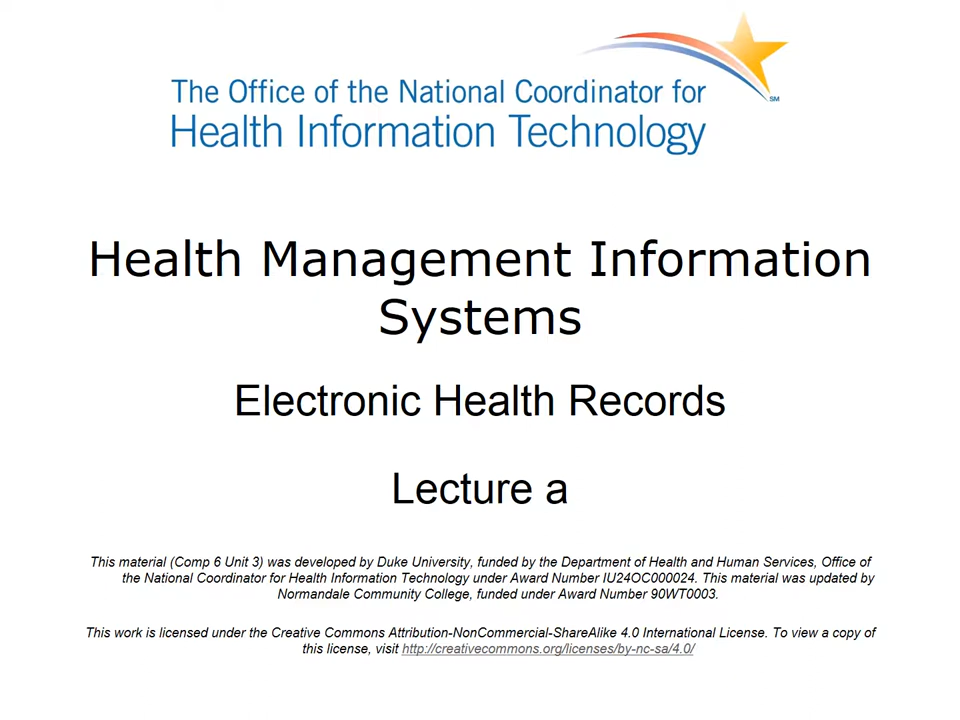 The Office of the National Coordinator for
Health Information Technology
SM
Health Management Information
Systems
Electronic Health Records
Lecture a
This material (Comp 6 Unit 3) was developed by Duke University, funded by the Department of Health and Human Services, Office of
the National Coordinator for Health Information Technology under Award Number IU24OC000024. This material was updated by
Normandale Community College, funded under Award Number 90WT0003.
This work is licensed under the Creative Commons Attribution-NonCommercial-ShareAlike 4.0 International License. To view a copy of
this license, visit http://creativecommons.org/licenses/by-nc-sa/4.0/